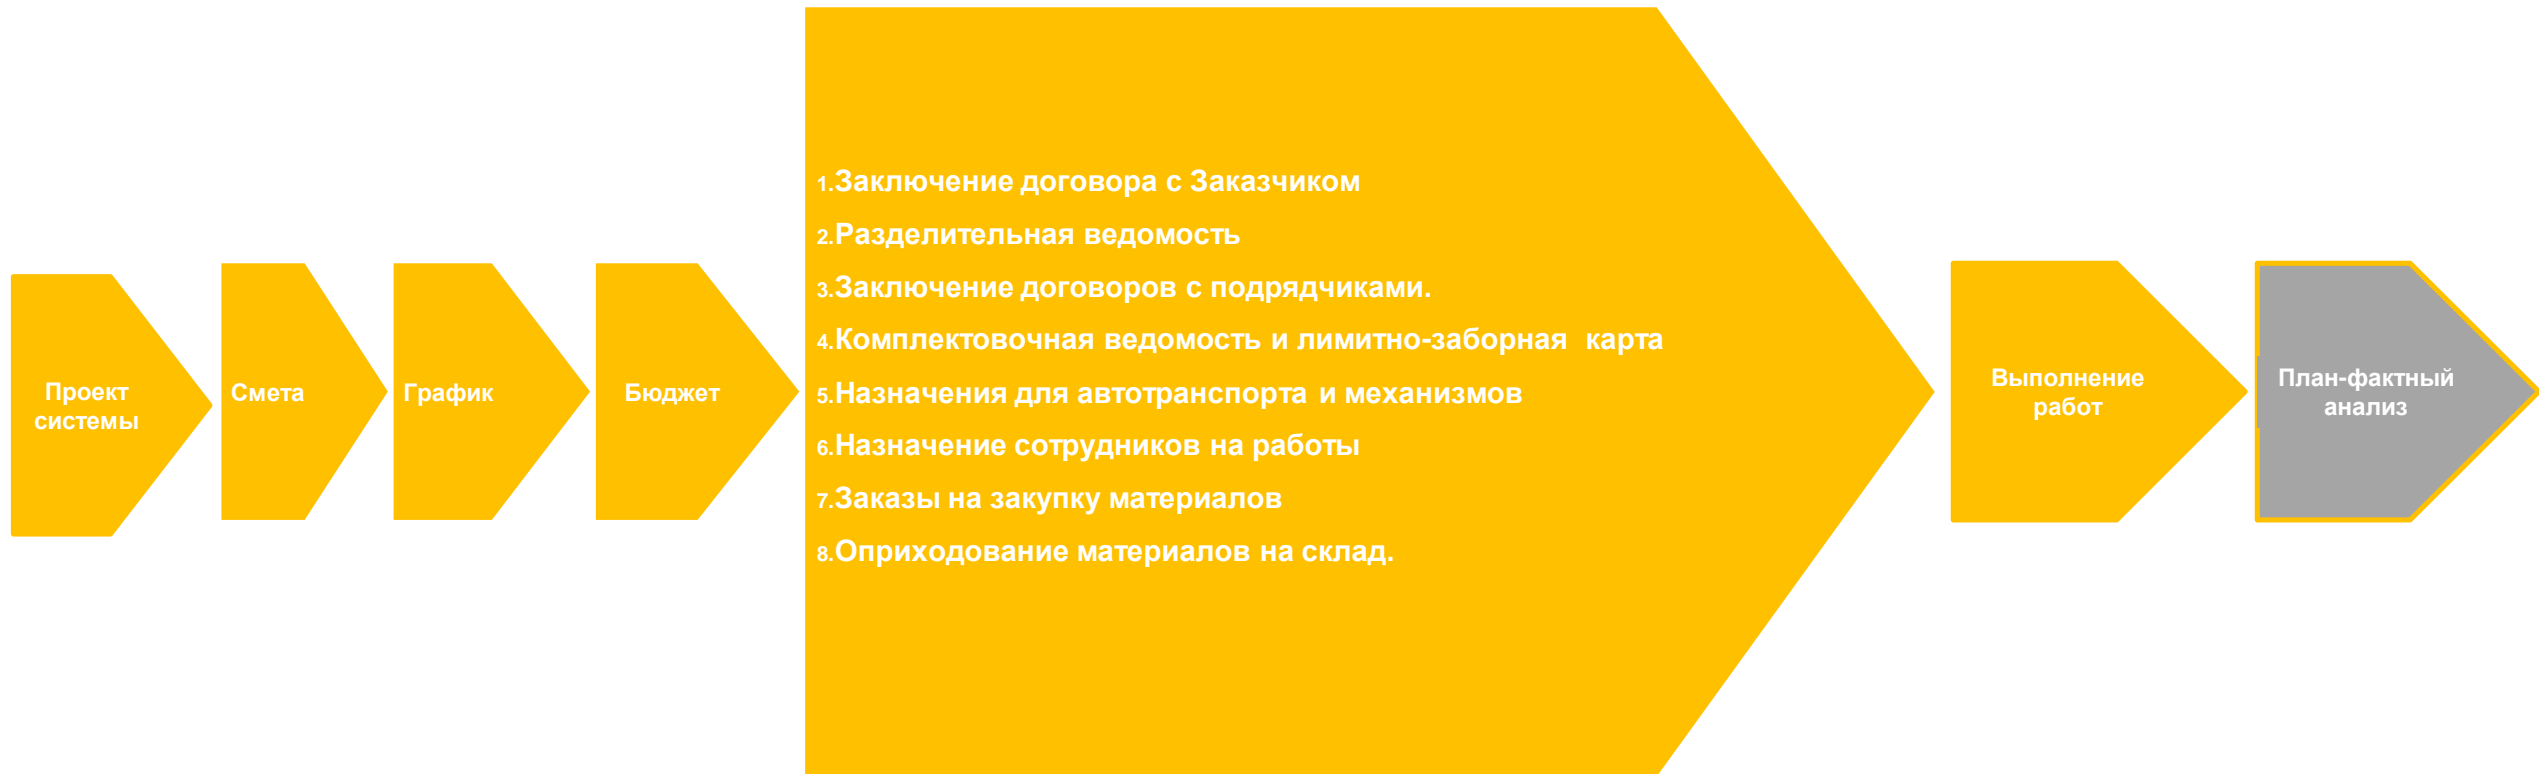 Проект
системы
Смета
График
Бюджет
1.Заключение договора с Заказчиком
2.Разделительная ведомость
3.Заключение договоров с подрядчиками.
4.Комплектовочная ведомость и лимитно-заборная  карта
5.Назначения для автотранспорта и механизмов
6.Назначение сотрудников на работы
7.Заказы на закупку материалов
8.Оприходование материалов на склад.
Выполнение
работ
План-фактный
анализ